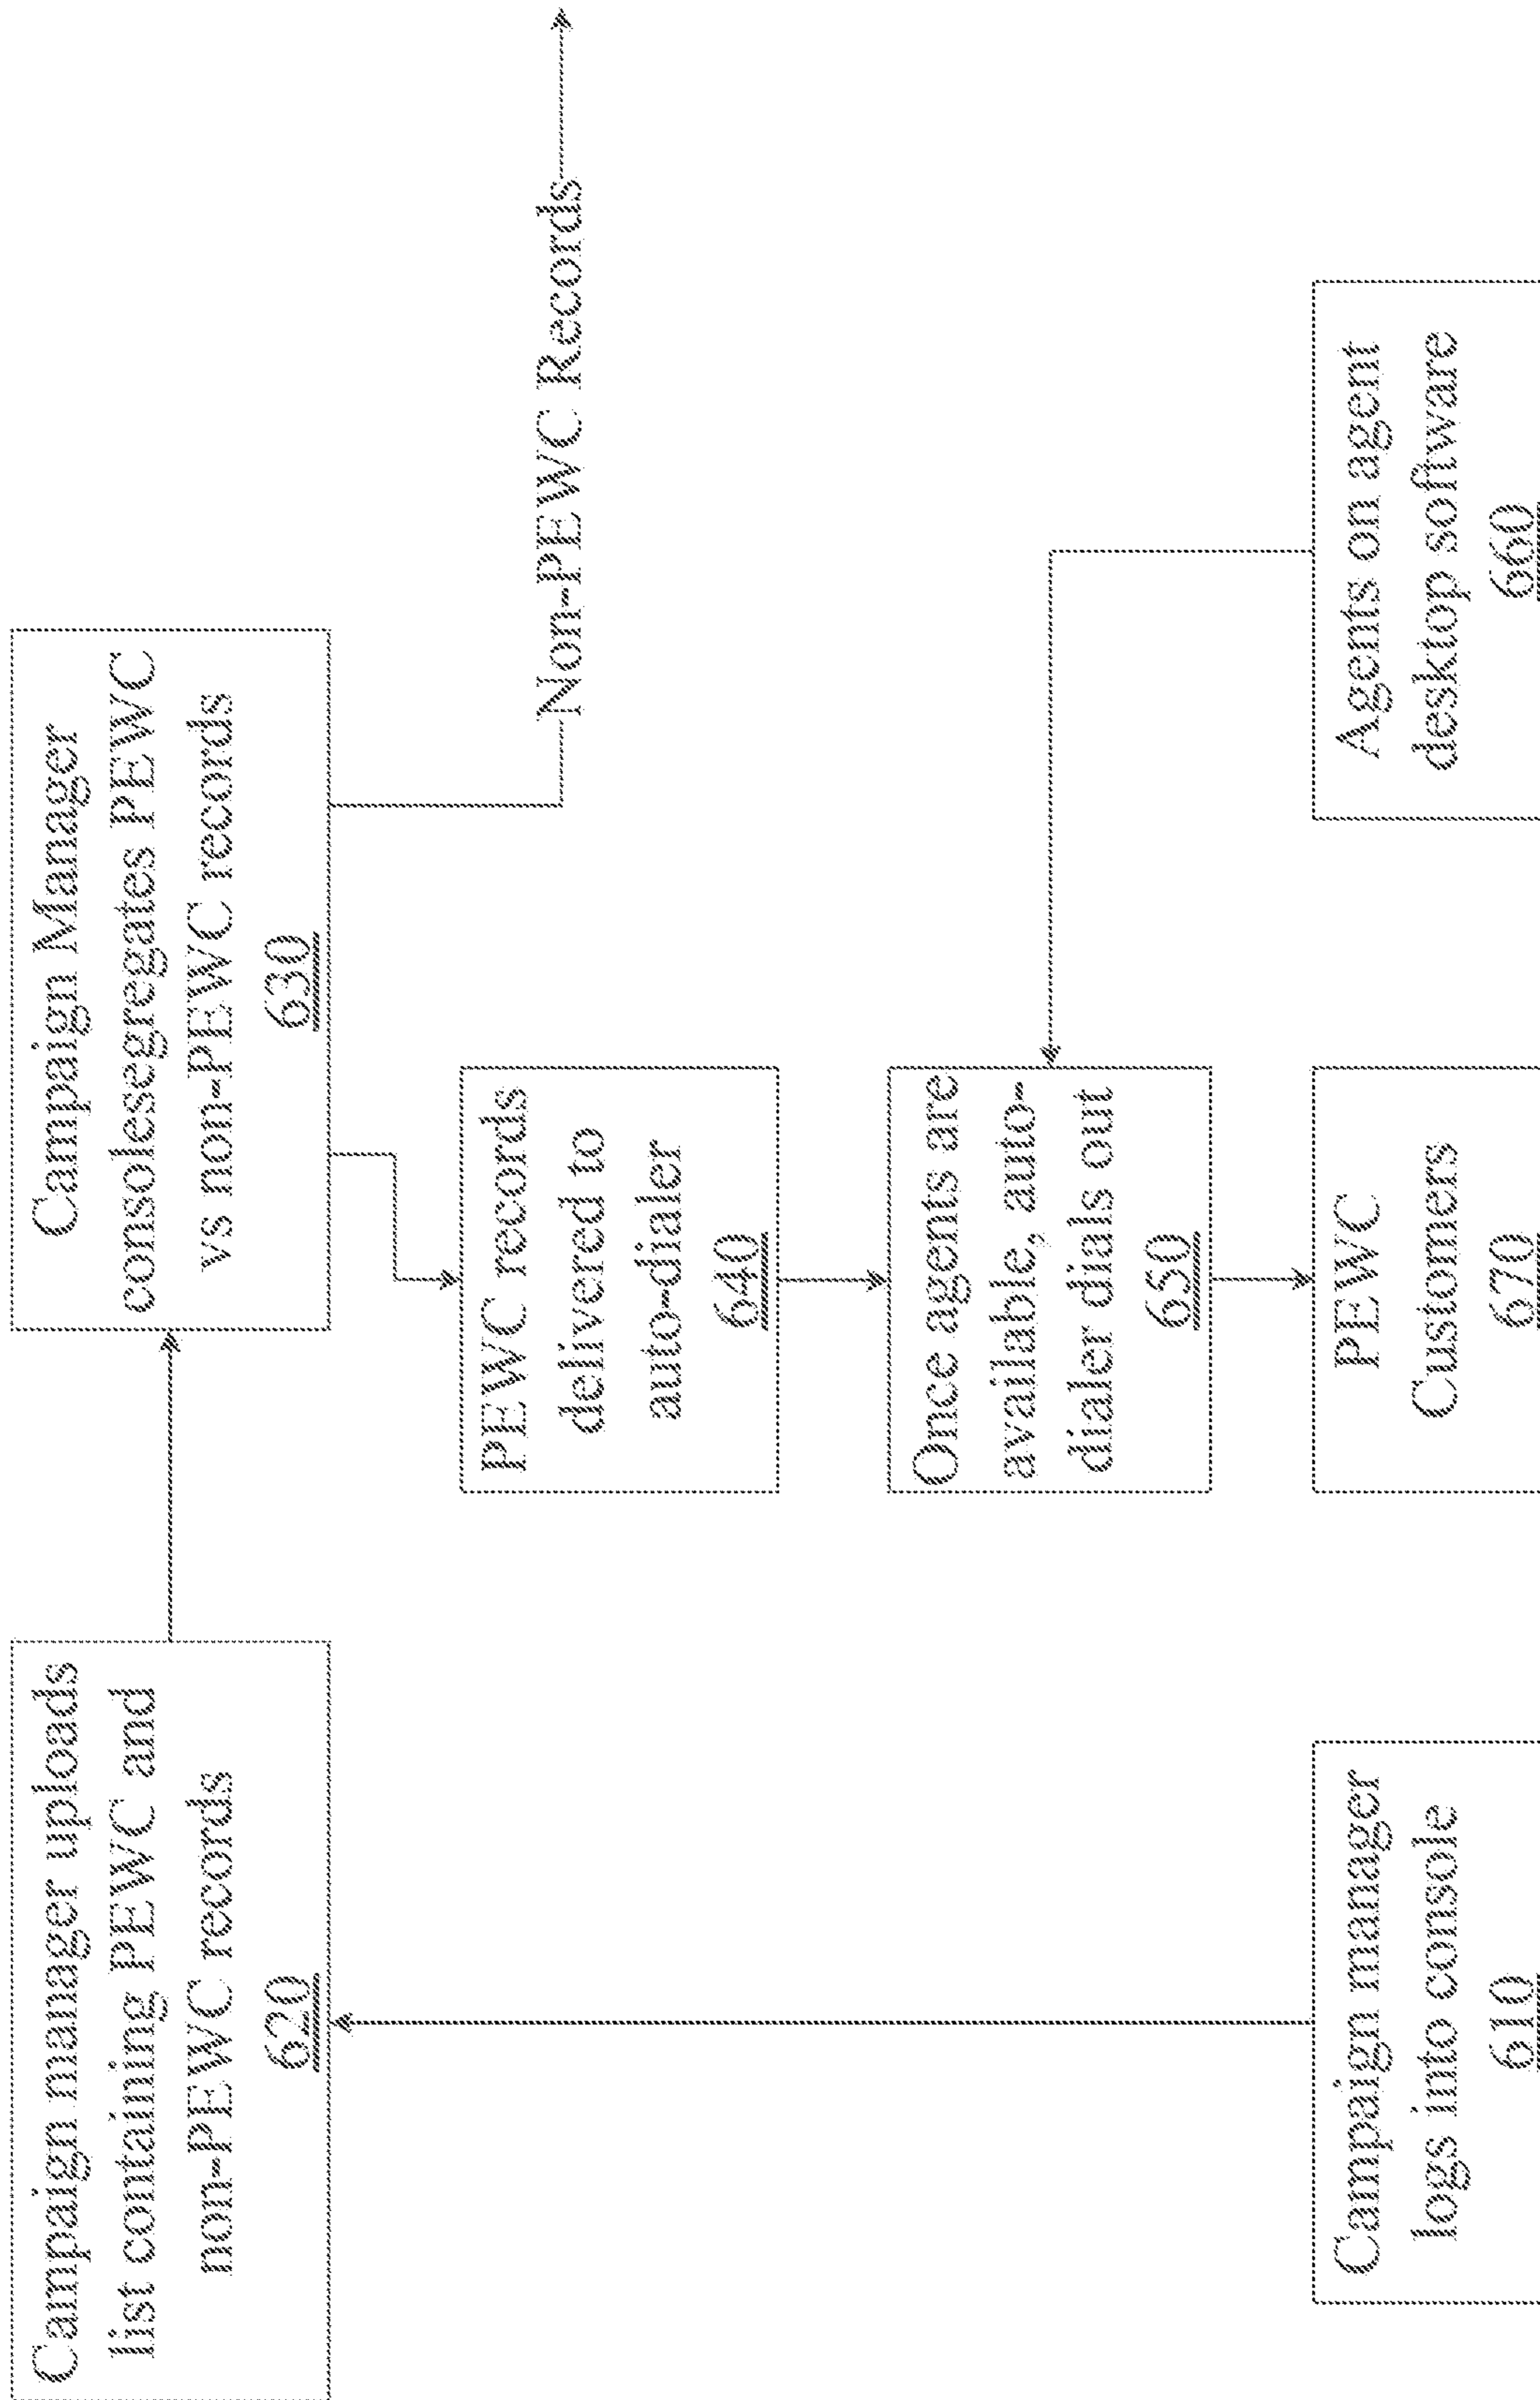 Campaign manager uploads
list containing PEWC and
non-PEWC records
620
Campaign Manager
consolesegregates PEWC
vs non-PEWC records
630
PEWC records
delivered to
auto-dialer
640
Non-PEWC Records
Once agents are
available, auto-
dialer dials out
650
Campaign manager
logs into console
610
PEWC
Customers
670
Agents on agent
desktop software
660